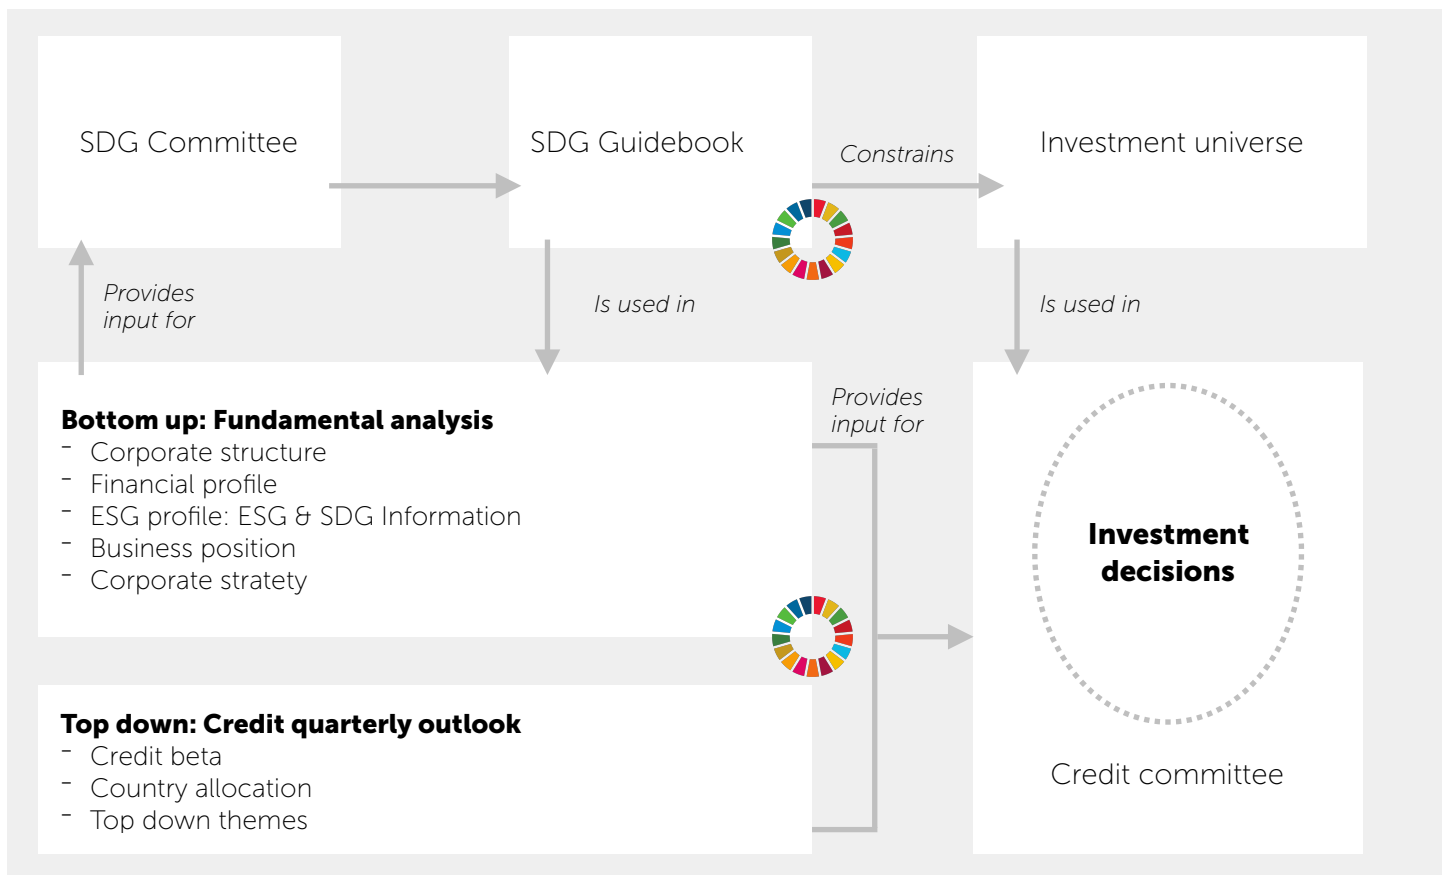 SDG Committee
SDG Guidebook
Constrains
Investment universe
Provides
input for
Is used in
Is used in
Bottom up: Fundamental analysis
- Corporate structure
- Financial profile
- ESG profile: ESG & SDG Information
- Business position
- Corporate stratety
Provides
input for
Investment
decisions
Credit committee
Top down: Credit quarterly outlook
- Credit beta
- Country allocation
- Top down themes